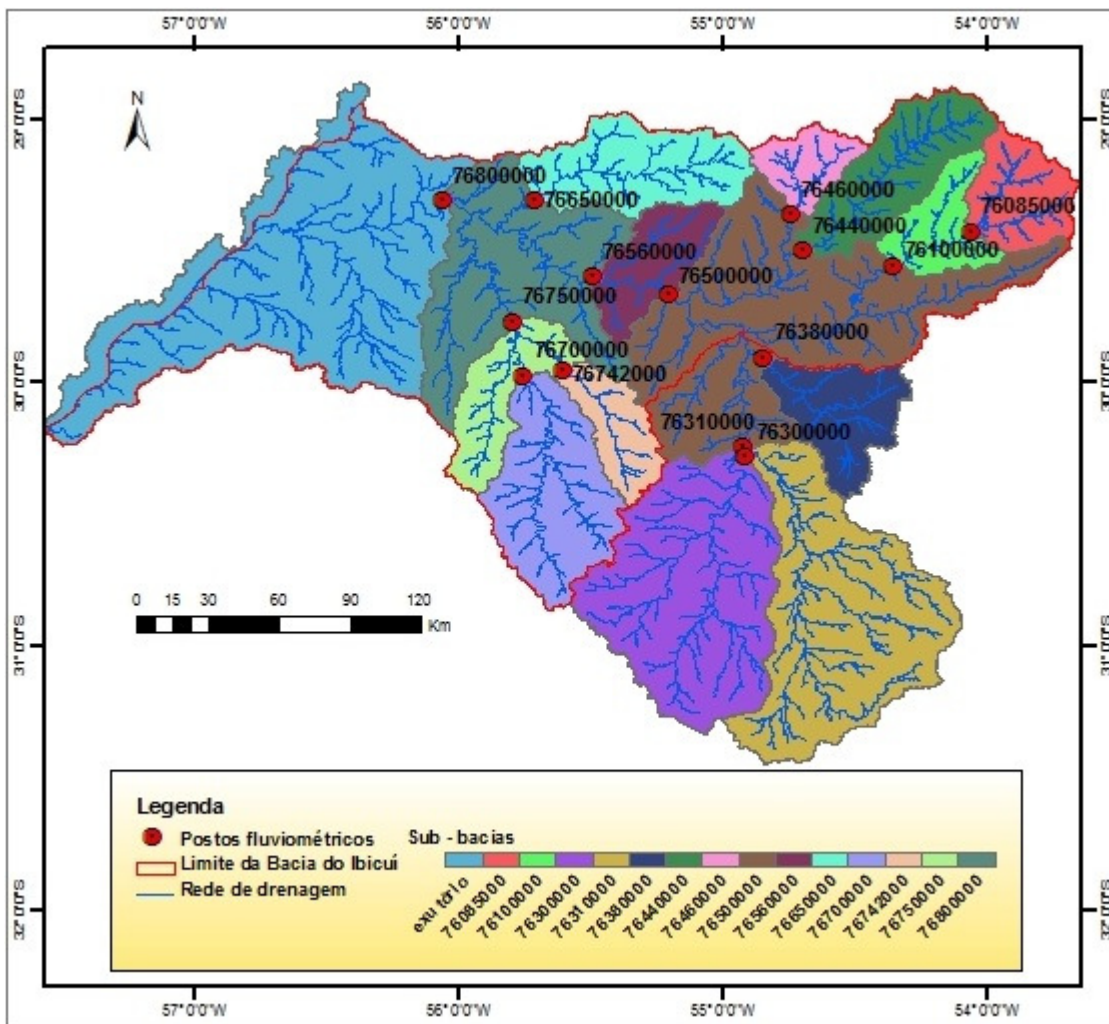 57°0'0"W 56°0'0"W 55°0'0"W 54°0'0"W
29°0'0"S 29°0'0"S
N
76800000
76650000
76460000
76440000
76085000
76100000
76560000
76500000
76750000
76380000
76700000
76742000
30°0'0"S 30°0'0"S
76310000
76300000
0 15 30 60 90 120
Km
31°0'0"S 31°0'0"S
Legenda
Postos fluviométricos
Limite da Bacia do Ibicuí
Rede de drenagem
Sub - bacias
exutório
76085000
76100000
76300000
76310000
76380000
76440000
76460000
76500000
76560000
76650000
76700000
76742000
76750000
76800000
32°0'0"S 32°0'0"S
57°0'0"W 56°0'0"W 55°0'0"W 54°0'0"W